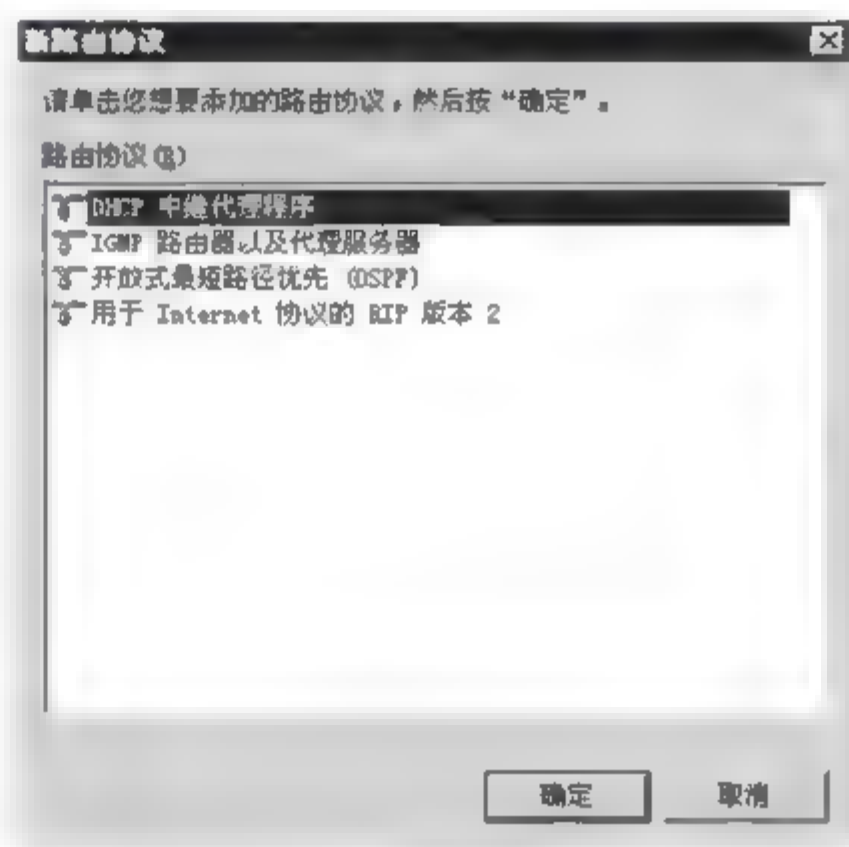 新路由协议
请单击您想要添加的路由协议，然后按“确定”。
路由协议(R)
DHCP 中继代理程序
IGMP 路由器以及代理服务器
开放式最短路径优先 (OSPF)
用于 Internet 协议的 RIP 版本 2
确定
取消